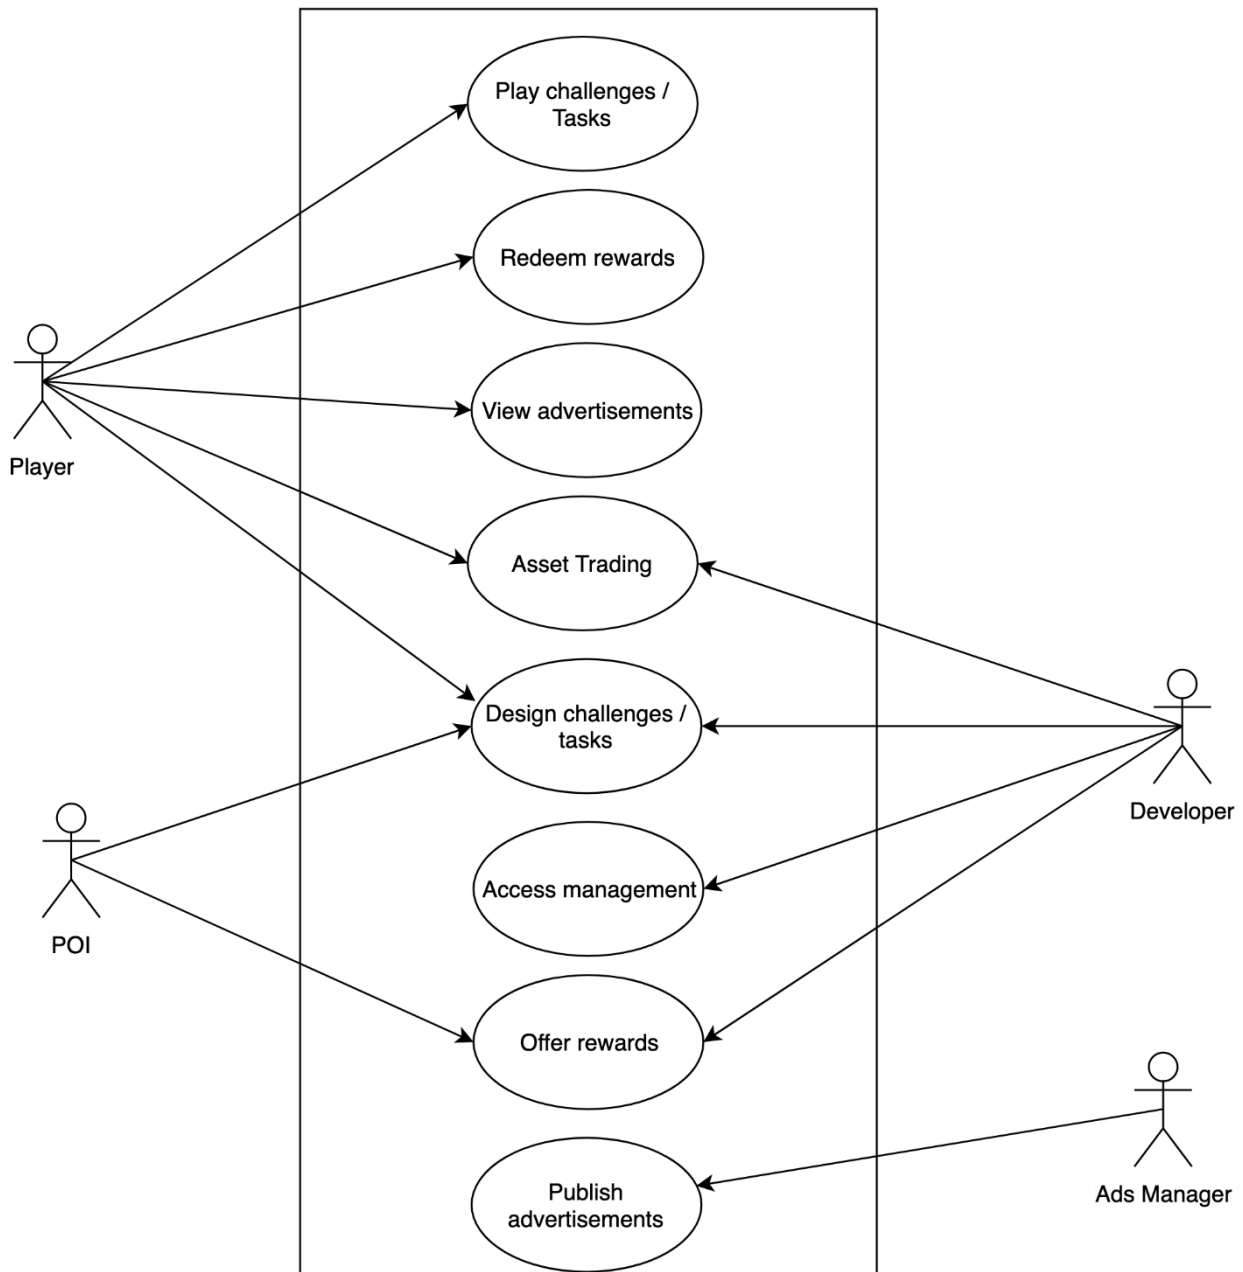 Play challenges /
Tasks
Redeem rewards
View advertisements
Player
Asset Trading
Design challenges /
tasks
Developer
Access management
POI
Offer rewards
Publish
advertisements
Ads Manager